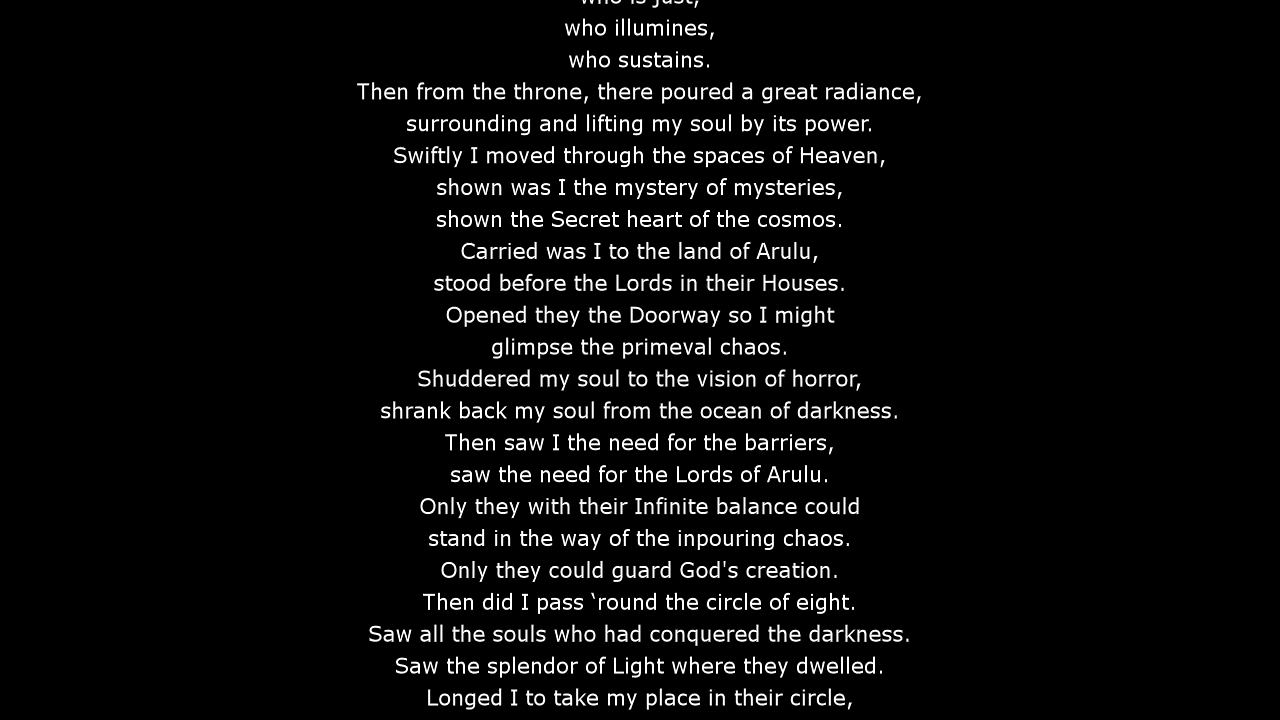 who is just,
who illumines,
who sustains.
Then from the throne, there poured a great radiance,
surrounding and lifting my soul by its power.
Swiftly I moved through the spaces of Heaven,
shown was I the mystery of mysteries,
shown the Secret heart of the cosmos.
Carried was I to the land of Arulu,
stood before the Lords in their Houses.
Opened they the Doorway so I might
glimpse the primeval chaos.
Shuddered my soul to the vision of horror,
shrank back my soul from the ocean of darkness.
Then saw I the need for the barriers,
saw the need for the Lords of Arulu.
Only they with their Infinite balance could
stand in the way of the inpouring chaos.
Only they could guard God's creation.
Then did I pass ‛round the circle of eight.
Saw all the souls who had conquered the darkness.
Saw the splendor of Light where they dwelled.
Longed I to take my place in their circle,